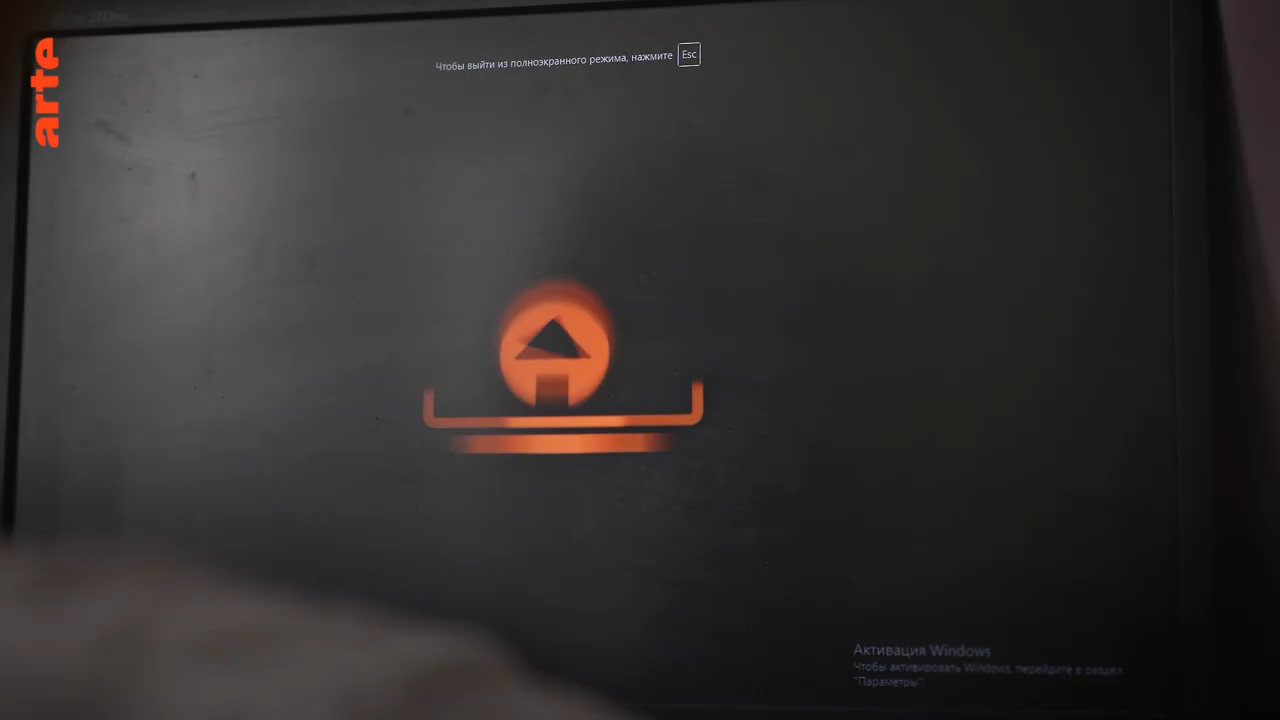 arte
Чтобы выйти из полноэкранного режима, нажмите Esc
Активация Windows
Чтобы активировать Windows, перейдите в раздел
"Параметры".